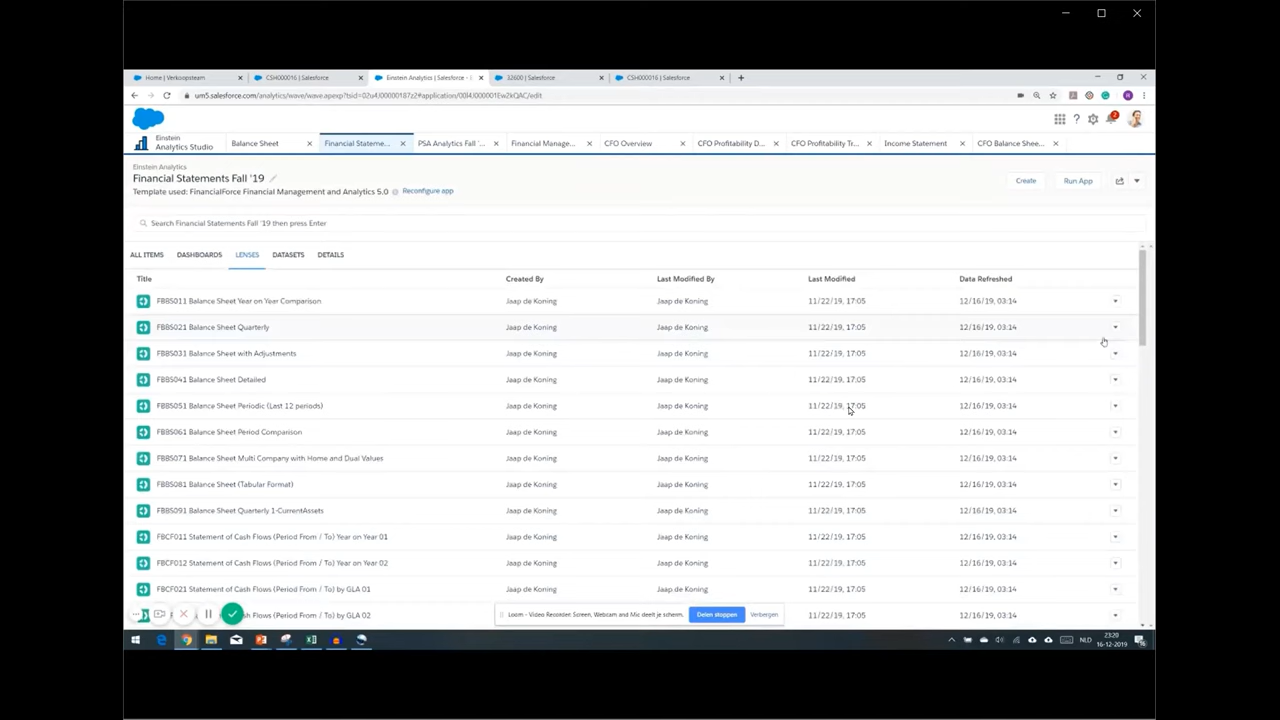 Home | Verkoopsteam
CSH000016 | Salesforce
Einstein Analytics | Salesforce -
32600 | Salesforce
CSH000016 | Salesforce
Einstein
Analytics Studio
Balance Sheet
Financial Stateme...
PSA Analytics Fall '...
Financial Manage...
CFO Overview
CFO Profitability D...
CFO Profitability Tr...
Income Statement
CFO Balance Shee...
Einstein Analytics
Financial Statements Fall '19
Template used: FinancialForce Financial Management and Analytics 5.0
Reconfigure app
Create
Run App
Search Financial Statements Fall '19 then press Enter
ALL ITEMS DASHBOARDS LENSES DATASETS DETAILS
Title Created By Last Modified By Last Modified Data Refreshed
FBBS011 Balance Sheet Year on Year Comparison Jaap de Koning Jaap de Koning 11/22/19, 17:05 12/16/19, 03:14
FBBS021 Balance Sheet Quarterly Jaap de Koning Jaap de Koning 11/22/19, 17:05 12/16/19, 03:14
FBBS031 Balance Sheet with Adjustments Jaap de Koning Jaap de Koning 11/22/19, 17:05 12/16/19, 03:14
FBBS041 Balance Sheet Detailed Jaap de Koning Jaap de Koning 11/22/19, 17:05 12/16/19, 03:14
FBBS051 Balance Sheet Periodic (Last 12 periods) Jaap de Koning Jaap de Koning 11/22/19, 17:05 12/16/19, 03:14
FBBS061 Balance Sheet Period Comparison Jaap de Koning Jaap de Koning 11/22/19, 17:05 12/16/19, 03:14
FBBS071 Balance Sheet Multi Company with Home and Dual Values Jaap de Koning Jaap de Koning 11/22/19, 17:05 12/16/19, 03:14
FBBS081 Balance Sheet (Tabular Format) Jaap de Koning Jaap de Koning 11/22/19, 17:05 12/16/19, 03:14
FBBS091 Balance Sheet Quarterly 1-CurrentAssets Jaap de Koning Jaap de Koning 11/22/19, 17:05 12/16/19, 03:14
FBCF011 Statement of Cash Flows (Period From / To) Year on Year 01 Jaap de Koning Jaap de Koning 11/22/19, 17:05 12/16/19, 03:14
FBCF012 Statement of Cash Flows (Period From / To) Year on Year 02 Jaap de Koning Jaap de Koning 11/22/19, 17:05 12/16/19, 03:14
FBCF021 Statement of Cash Flows (Period From / To) by GLA 01 Jaap de Koning Jaap de Koning 11/22/19, 17:05 12/16/19, 03:14
Cash Flows (Period From / To) by GLA 02 11/22/19, 17:05 12/16/19, 03:14
Loom - Video Recorder: Screen, Webcam and Mic deelt je scherm.
Delen stoppen
Verbergen
NLD
23:20
16-12-2019